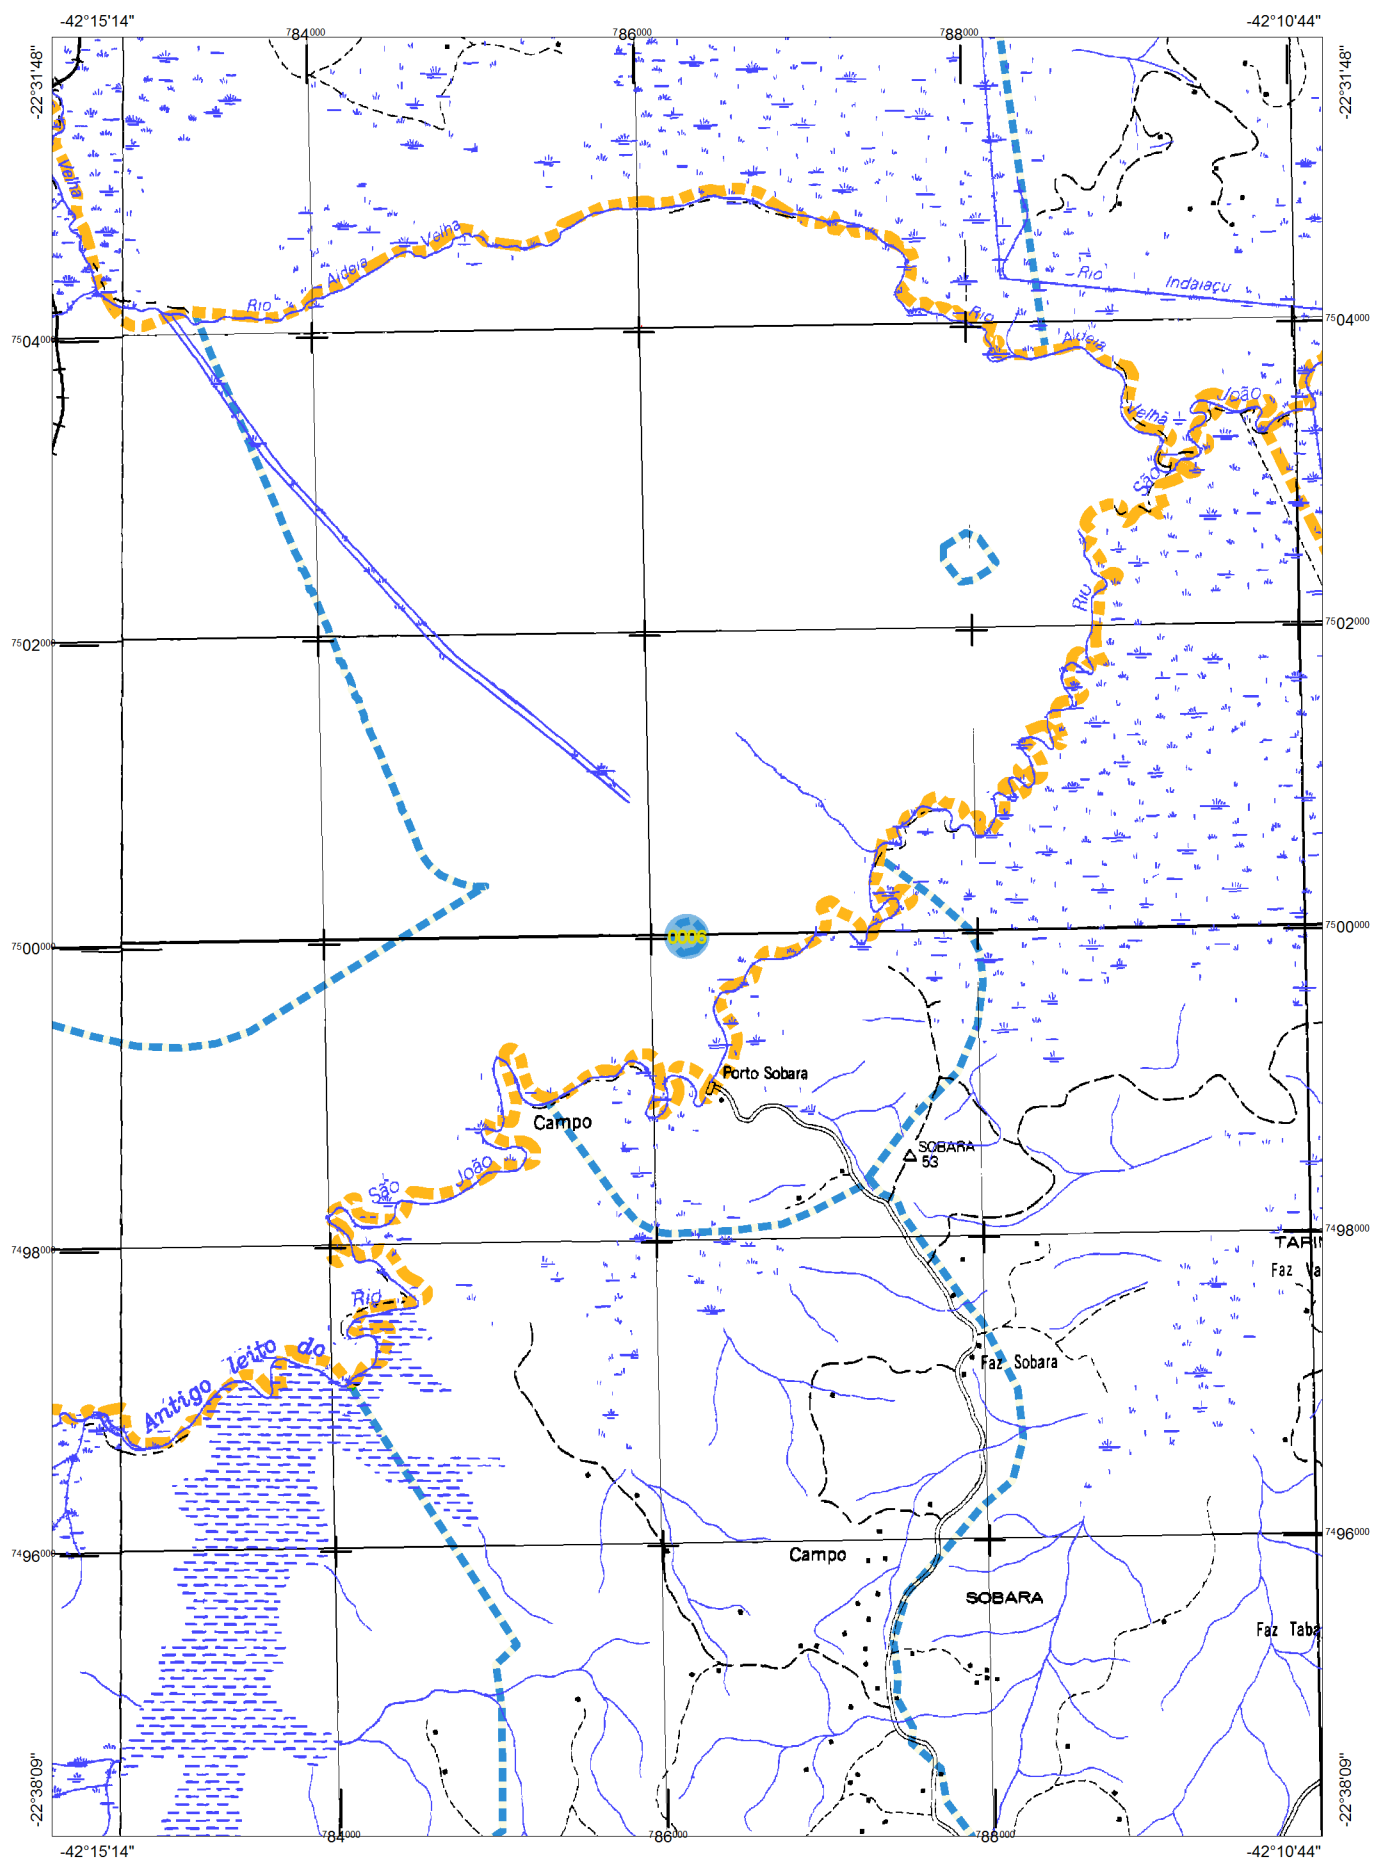 -42°15'14"
-42°10'44"
784000
786000
788000
-22°31'48"
-22°31'48"
Velha
Rio
Aldeia
Velha
Rio
Indaiaçu
7504000
7504000
Rio
Aldeia
Velha
João
São
Rio
7502000
7502000
7500000
7500000
0006
Porto Sobara
Campo
SOBARA
53
João
São
7498000
7498000
Faz
Rio
Antigo leito do
Faz Sobara
7496000
7496000
Campo
SOBARA
Faz
-22°38'09"
-22°38'09"
784000
786000
788000
-42°15'14"
-42°10'44"